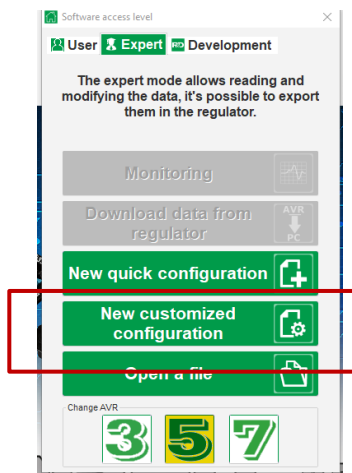 Software access level
User Expert R&D Development
The expert mode allows reading and
modifying the data, it's possible to export
them in the regulator.
Monitoring
Download data from
regulator
AVR
PC
New quick configuration
New customized
configuration
Open a file
Change AVR
3 5 7